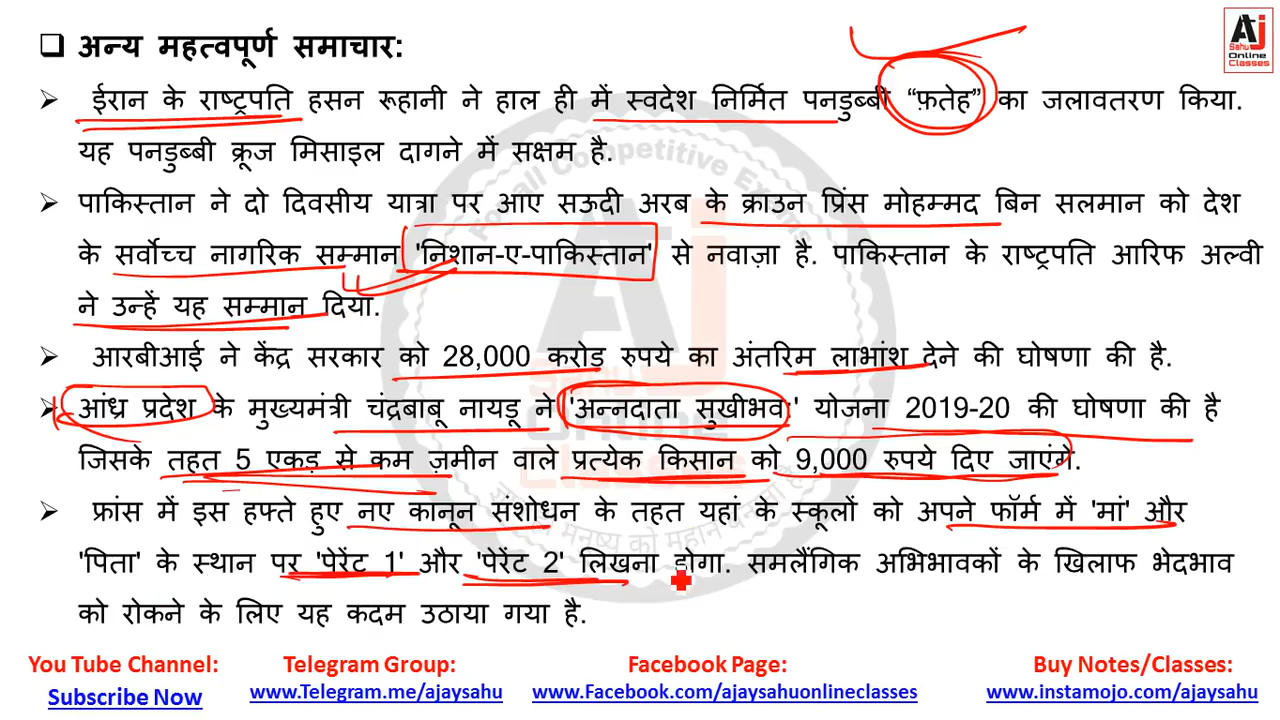 Aj
Sahu
Online
Classes
❑ अन्य महत्वपूर्ण समाचार:
➢ ईरान के राष्ट्रपति हसन रूहानी ने हाल ही में स्वदेश निर्मित पनडुब्बी “फ़तेह” का जलावतरण किया.
यह पनडुब्बी क्रूज मिसाइल दागने में सक्षम है.
➢ पाकिस्तान ने दो दिवसीय यात्रा पर आए सऊदी अरब के क्राउन प्रिंस मोहम्मद बिन सलमान को देश
के सर्वोच्च नागरिक सम्मान 'निशान-ए-पाकिस्तान' से नवाज़ा है. पाकिस्तान के राष्ट्रपति आरिफ अल्वी
ने उन्हें यह सम्मान दिया.
➢ आरबीआई ने केंद्र सरकार को 28,000 करोड़ रुपये का अंतरिम लाभांश देने की घोषणा की है.
➢ आंध्र प्रदेश के मुख्यमंत्री चंद्रबाबू नायडू ने 'अन्नदाता सुखीभव:' योजना 2019-20 की घोषणा की है
जिसके तहत 5 एकड़ से कम ज़मीन वाले प्रत्येक किसान को 9,000 रुपये दिए जाएंगे.
➢ फ्रांस में इस हफ्ते हुए नए कानून संशोधन के तहत यहां के स्कूलों को अपने फॉर्म में 'मां' और
'पिता' के स्थान पर 'पेरेंट 1' और 'पेरेंट 2' लिखना होगा. समलैंगिक अभिभावकों के खिलाफ भेदभाव
को रोकने के लिए यह कदम उठाया गया है.
You Tube Channel: Telegram Group: Facebook Page: Buy Notes/Classes:
Subscribe Now www.Telegram.me/ajaysahu www.Facebook.com/ajaysahuonlineclasses www.instamojo.com/ajaysahu